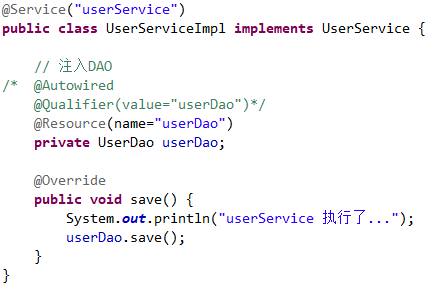 @Service("userService")
public class UserServiceImpl implements UserService {
    // 注入DAO
/*  @Autowired
    @Qualifier(value="userDao")*/
    @Resource(name="userDao")
    private UserDao userDao;
    @Override
    public void save() {
        System.out.println("userService 执行了...");
        userDao.save();
    }
}